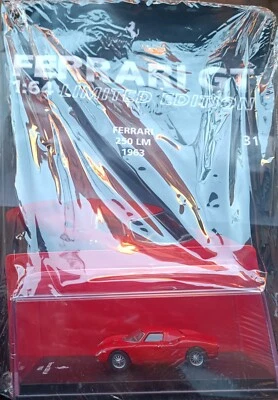 FERRARI GT
1:64 LIMITED EDITION
FERRARI
250 LM
1963
31